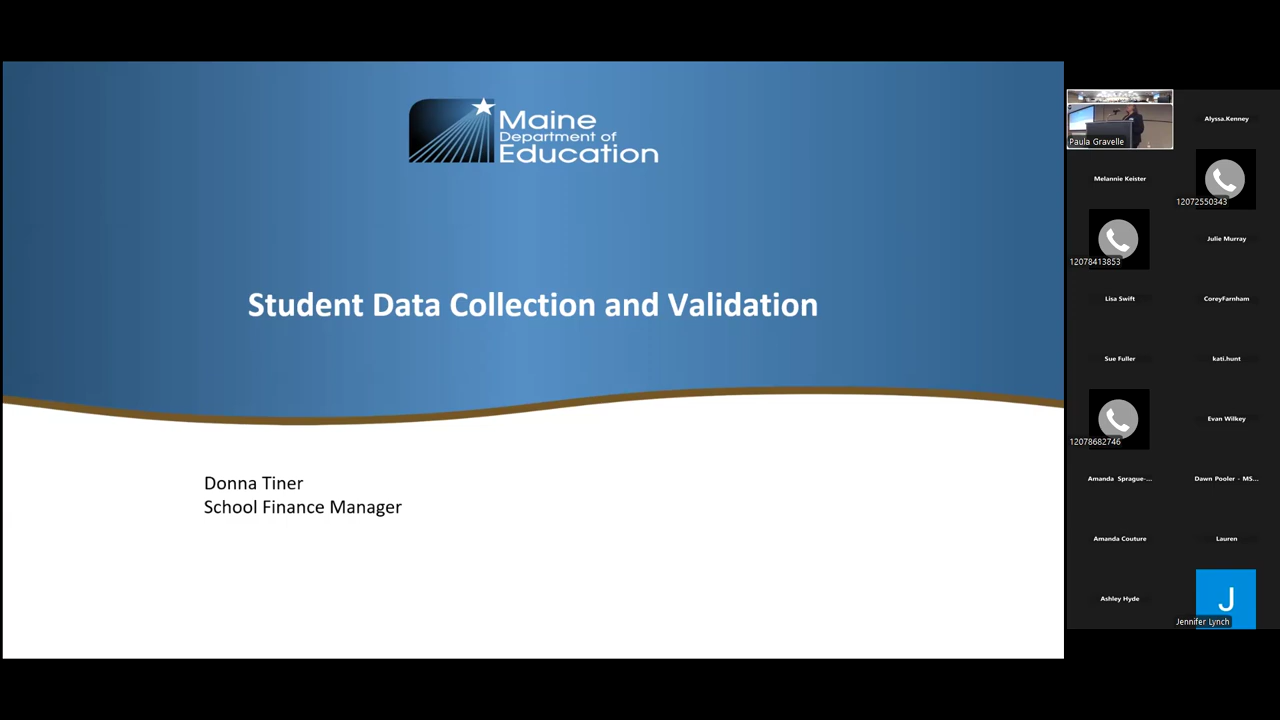 Maine
Department of
Education
Student Data Collection and Validation
Donna Tiner
School Finance Manager
Paula Gravelle
Alyssa.Kenney
Melannie Keister
12072550343
12078413853
Julie Murray
Lisa Swift
CoreyFarnham
Sue Fuller
kati.hunt
12078682746
Evan Wilkey
Amanda Sprague-...
Dawn Pooler - MS...
Amanda Couture
Lauren
Ashley Hyde
J
Jennifer Lynch